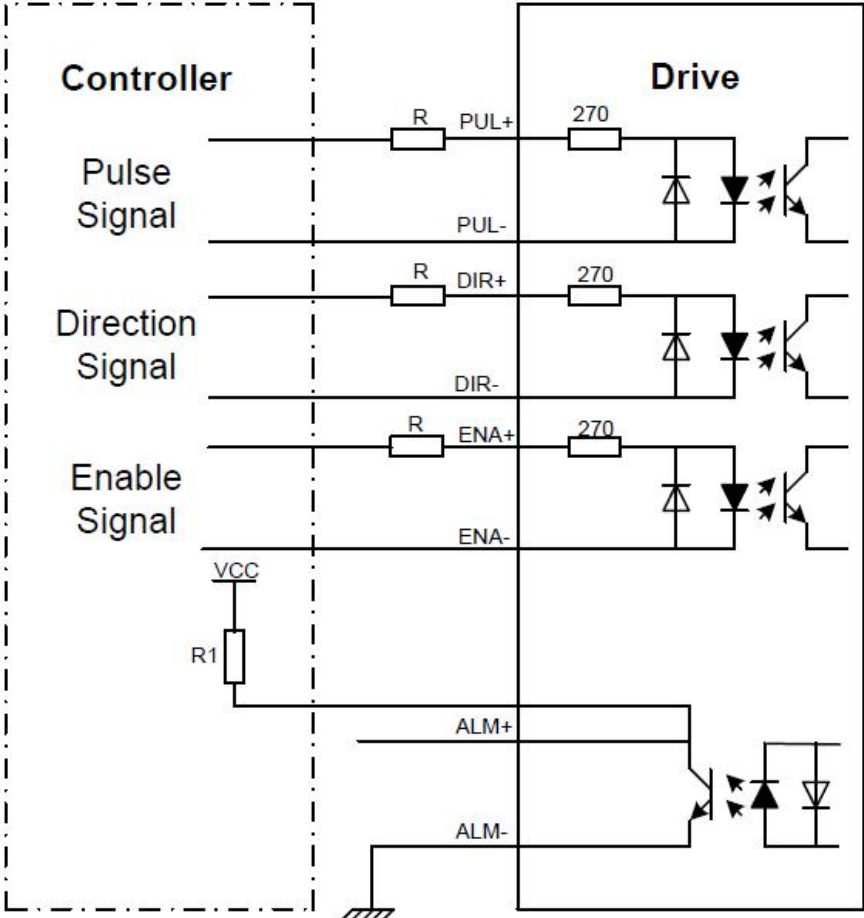 Controller
Drive
R
PUL+
270
Pulse
Signal
PUL-
R
DIR+
270
Direction
Signal
DIR-
R
ENA+
270
Enable
Signal
ENA-
VCC
R1
ALM+
ALM-